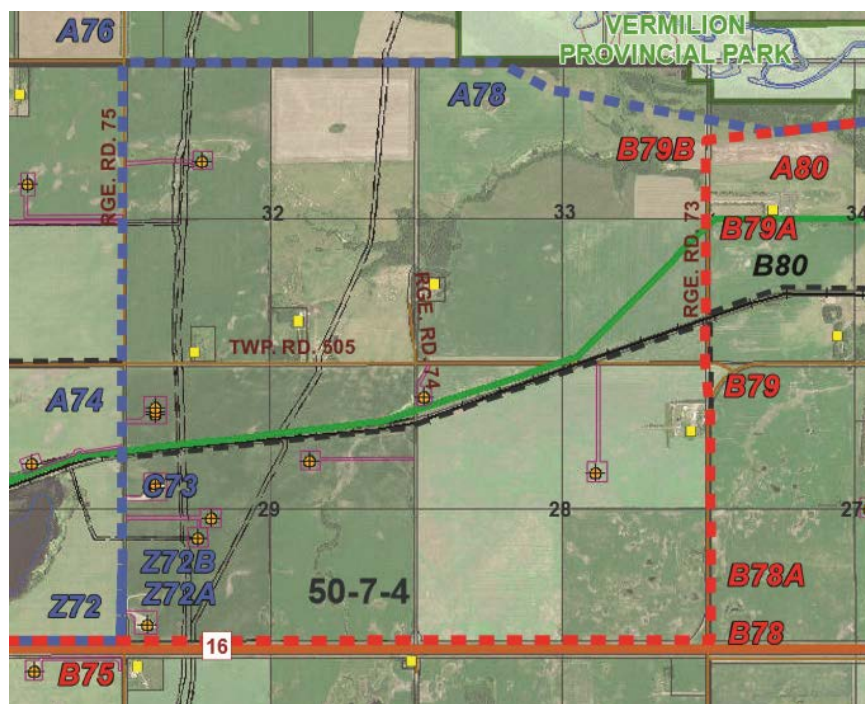 A76
VERMILION
PROVINCIAL PARK
A78
RGE. RD. 75
B79B
A80
32
33
34
RGE. RD. 73
B79A
B80
RGE. RD. 74
TWP. RD. 505
A74
B79
C73
29
28
27
Z72B
Z72A
50-7-4
B78A
Z72
B78
16
B75